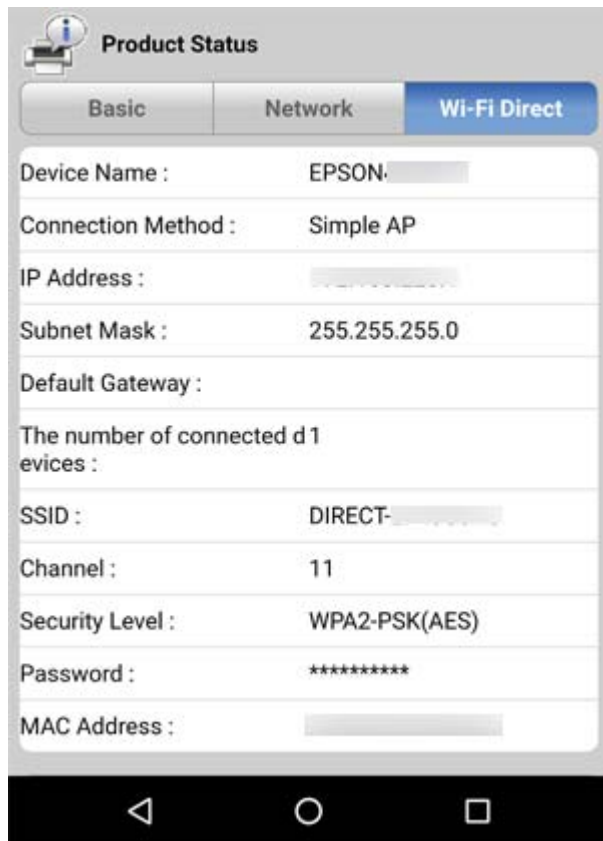 Product Status
Basic Network Wi-Fi Direct
Device Name : EPSON
Connection Method : Simple AP
IP Address :
Subnet Mask : 255.255.255.0
Default Gateway :
The number of connected d 1
evices :
SSID : DIRECT-
Channel : 11
Security Level : WPA2-PSK(AES)
Password : **********
MAC Address :